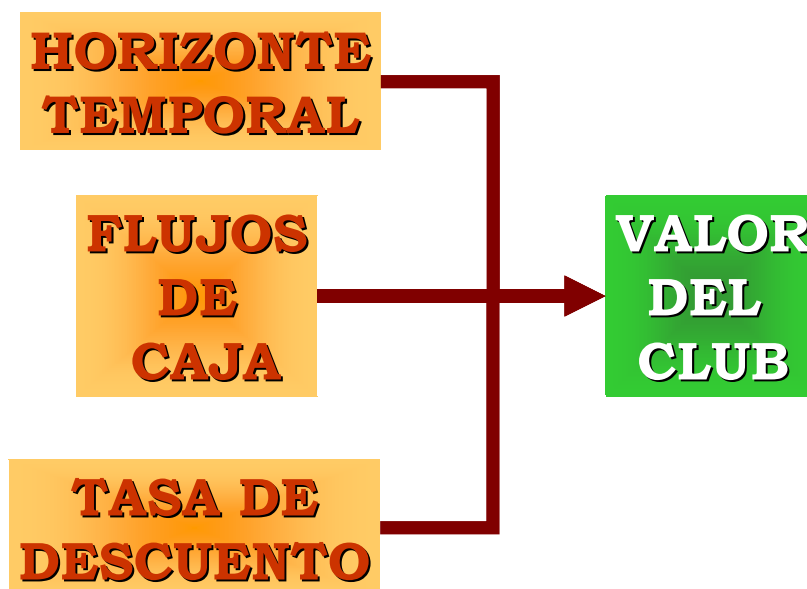 HORIZONTE
TEMPORAL
FLUJOS
DE
CAJA
TASA DE
DESCUENTO
VALOR
DEL
CLUB